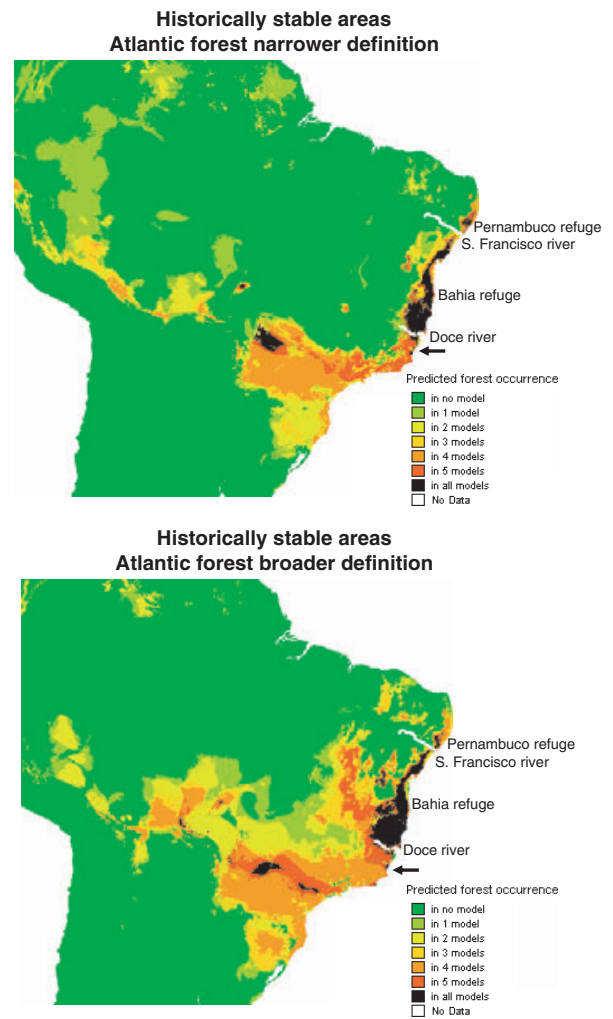 Historically stable areas
Atlantic forest narrower definition
Pernambuco refuge
S. Francisco river
Bahia refuge
Doce river
Predicted forest occurrence
in no model
in 1 model
in 2 models
in 3 models
in 4 models
in 5 models
in all models
No Data
Historically stable areas
Atlantic forest broader definition
Pernambuco refuge
S. Francisco river
Bahia refuge
Doce river
Predicted forest occurrence
in no model
in 1 model
in 2 models
in 3 models
in 4 models
in 5 models
in all models
No Data